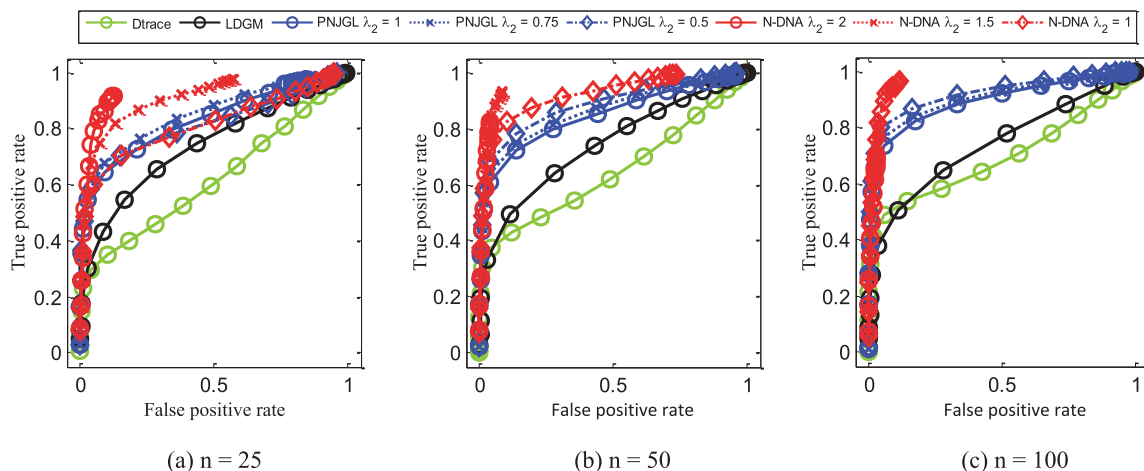 Dtrace LDGM PNJGL λ2 = 1 PNJGL λ2 = 0.75 PNJGL λ2 = 0.5 N-DNA λ2 = 2 N-DNA λ2 = 1.5 N-DNA λ2 = 1
True positive rate
1
0.8
0.6
0.4
0.2
0
0 0.5 1
False positive rate
(a) n = 25
True positive rate
1
0.8
0.6
0.4
0.2
0
0 0.5 1
False positive rate
(b) n = 50
True positive rate
1
0.8
0.6
0.4
0.2
0
0 0.5 1
False positive rate
(c) n = 100